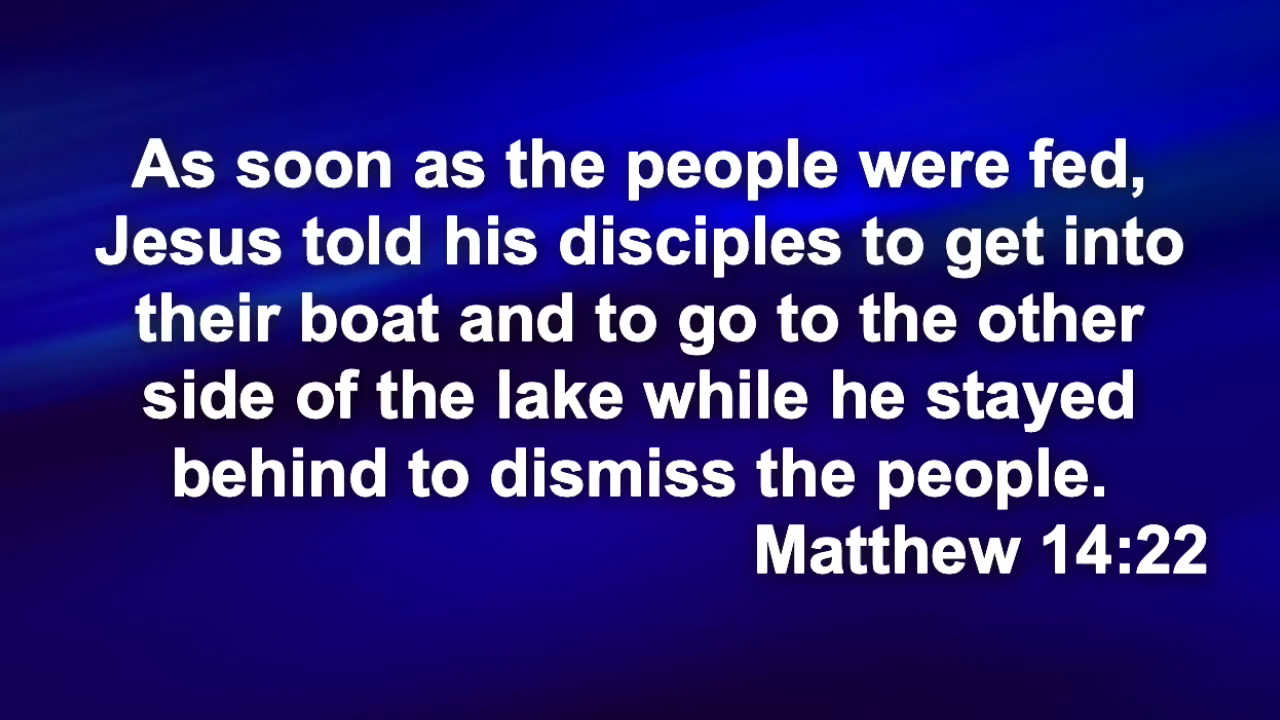 As soon as the people were fed,
Jesus told his disciples to get into
their boat and to go to the other
side of the lake while he stayed
behind to dismiss the people.
Matthew 14:22